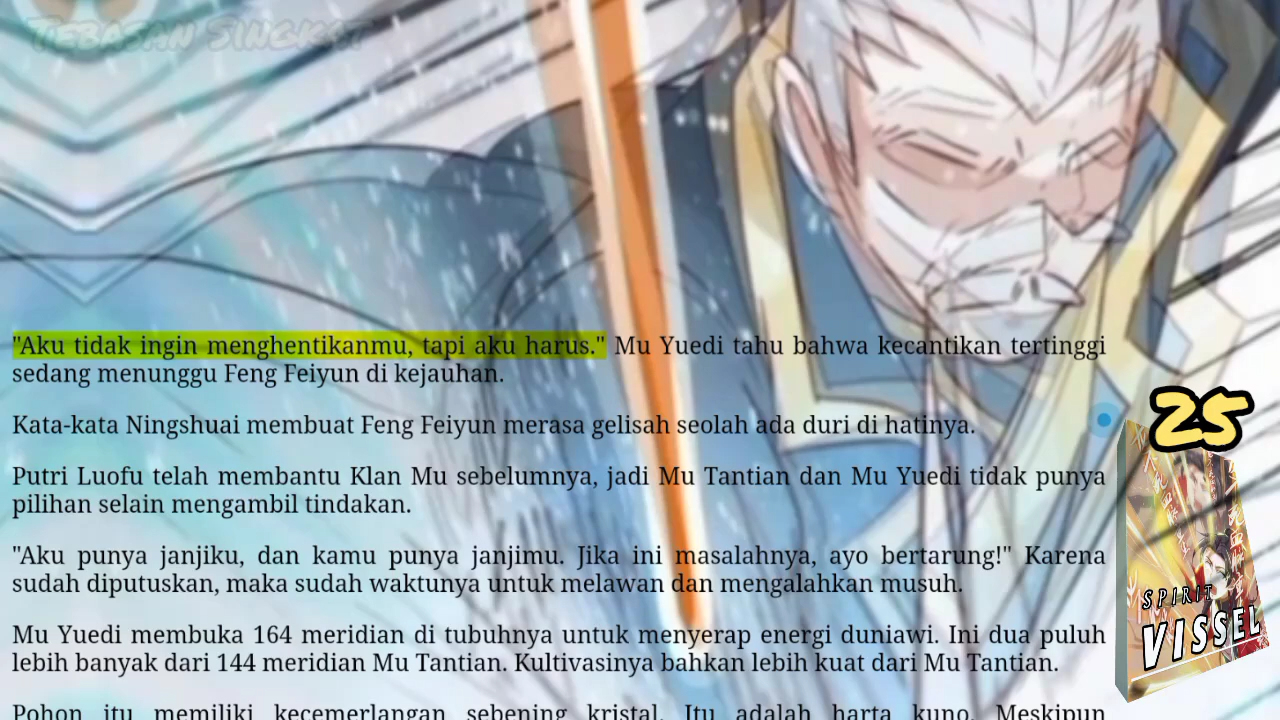 TEBASAN SINGKAT
"Aku tidak ingin menghentikanmu, tapi aku harus." Mu Yuedi tahu bahwa kecantikan tertinggi
sedang menunggu Feng Feiyun di kejauhan.
Kata-kata Ningshuai membuat Feng Feiyun merasa gelisah seolah ada duri di hatinya.
Putri Luofu telah membantu Klan Mu sebelumnya, jadi Mu Tantian dan Mu Yuedi tidak punya
pilihan selain mengambil tindakan.
"Aku punya janjiku, dan kamu punya janjimu. Jika ini masalahnya, ayo bertarung!" Karena
sudah diputuskan, maka sudah waktunya untuk melawan dan mengalahkan musuh.
Mu Yuedi membuka 164 meridian di tubuhnya untuk menyerap energi duniawi. Ini dua puluh
lebih banyak dari 144 meridian Mu Tantian. Kultivasinya bahkan lebih kuat dari Mu Tantian.
Pohon itu memiliki kecemerlangan sebening kristal. Itu adalah harta kuno. Meskipun
25
SPIRIT
VISSEL